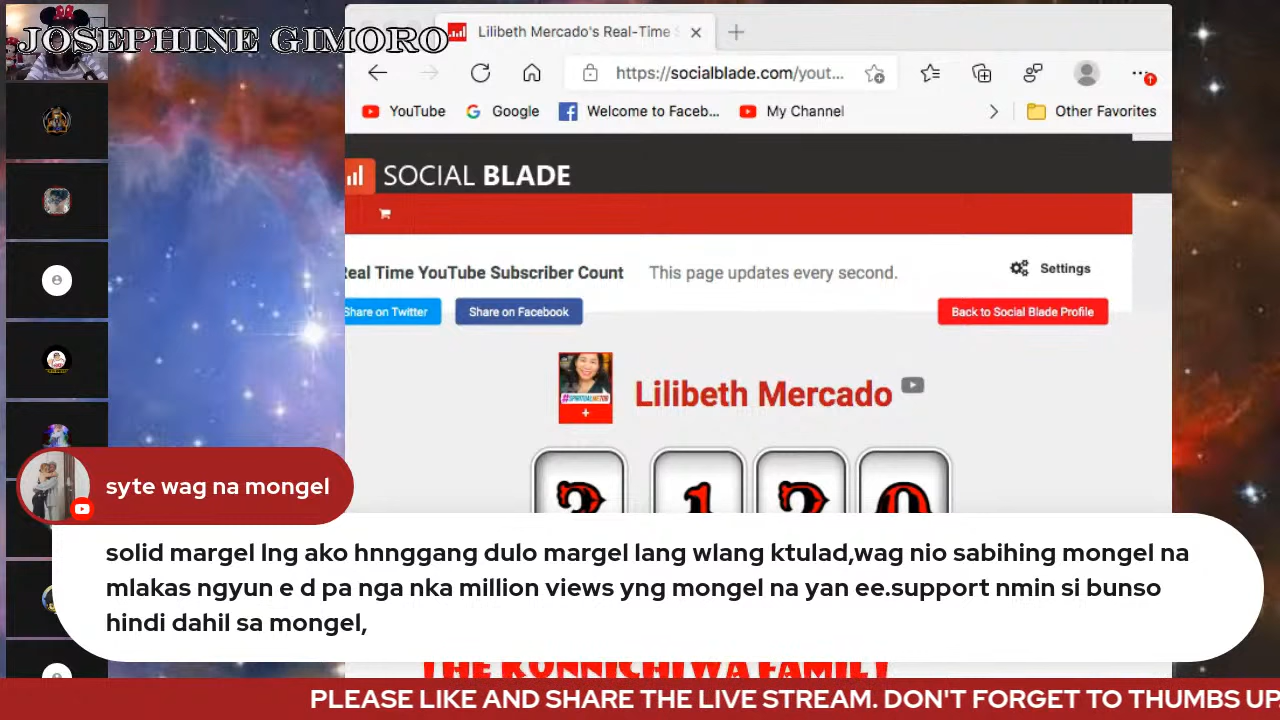 JOSEPHINE GIMORO
Lilibeth Mercado's Real-Time
https://socialblade.com/yout...
YouTube
Google
Welcome to Faceb...
My Channel
Other Favorites
SOCIAL BLADE
Real Time YouTube Subscriber Count
This page updates every second.
Settings
Share on Twitter
Share on Facebook
Back to Social Blade Profile
Lilibeth Mercado
syte wag na mongel
solid margel lng ako hnnggang dulo margel lang wlang ktulad,wag nio sabihing mongel na
mlakas ngyun e d pa nga nka million views yng mongel na yan ee.support nmin si bunso
hindi dahil sa mongel,
THE KONNICHIWA FAMILY
PLEASE LIKE AND SHARE THE LIVE STREAM. DON'T FORGET TO THUMBS UP.